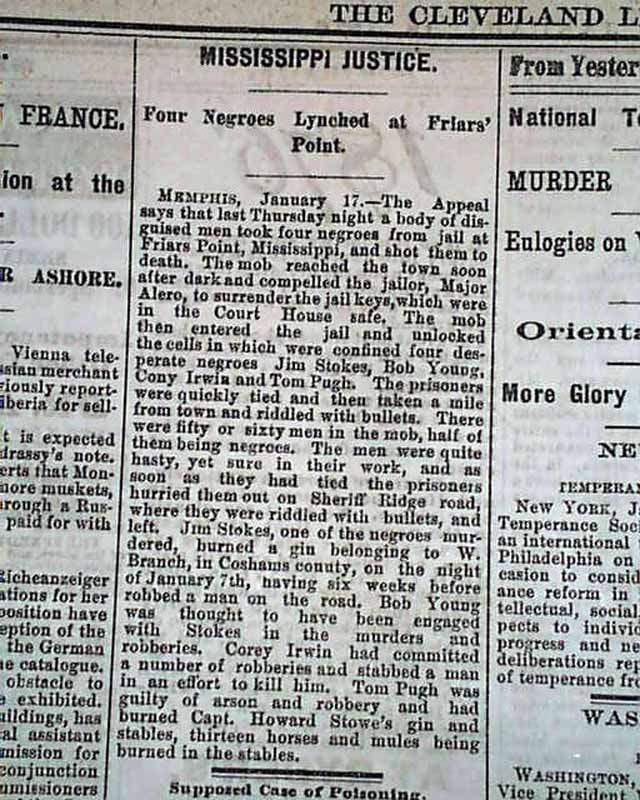 THE CLEVELAND L
FRANCE.
ion at the
R ASHORE.
Vienna tele-
ssian merchant
riously report-
iberia for sell-
t is expected
drassy's note.
erts that Mon-
more muskets,
hrough a Rus-
paid for with
Richeanzeiger
ations for her
position have
eption of the
the German
he catalogue.
obstacle to
e exhibited.
uildings, has
al assistant
mission for
conjunction
mmissioners
MISSISSIPPI JUSTICE.
Four Negroes Lynched at Friars'
Point.
MEMPHIS, January 17.—The Appeal
says that last Thursday night a body of dis-
guised men took four negroes from jail at
Friars Point, Mississippi, and shot them to
death. The mob reached the town soon
after dark and compelled the jailor, Major
Alero, to surrender the jail keys, which were
in the Court House safe. The mob
then entered the jail and unlocked
the cells in which were confined four des-
perate negroes Jim Stokes, Bob Young,
Cony Irwin and Tom Pugh. The prisoners
were quickly tied and then taken a mile
from town and riddled with bullets. There
were fifty or sixty men in the mob, half of
them being negroes. The men were quite
hasty, yet sure in their work, and as
soon as they had tied the prisoners
hurried them out on Sheriff Ridge road,
where they were riddled with bullets, and
left. Jim Stokes, one of the negroes mur-
dered, burned a gin belonging to W.
Branch, in Coshams county, on the night
of January 7th, having six weeks before
robbed a man on the road. Bob Young
was thought to have been engaged
with Stokes in the murders and
robberies. Corey Irwin had committed
a number of robberies and stabbed a man
in an effort to kill him. Tom Pugh was
guilty of arson and robbery and had
burned Capt. Howard Stowe's gin and
stables, thirteen horses and mules being
burned in the stables.
Supposed Case of Poisoning.
From Yester
National T
MURDER
Eulogies on
Orienta
More Glory
NE
TEMPERAN
NEW YORK, J
Temperance Soc
an international
Philadelphia on
casion to consid
ance reform in
tellectual, social
pects to individ
progress and ne
deliberations rep
of temperance fro
WAS
WASHINGTON,
Vice President